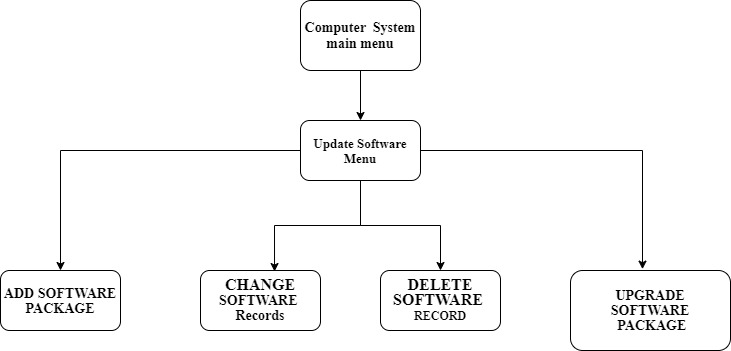 Computer System
main menu
Update Software
Menu
ADD SOFTWARE
PACKAGE
CHANGE
SOFTWARE
Records
DELETE
SOFTWARE
RECORD
UPGRADE
SOFTWARE
PACKAGE